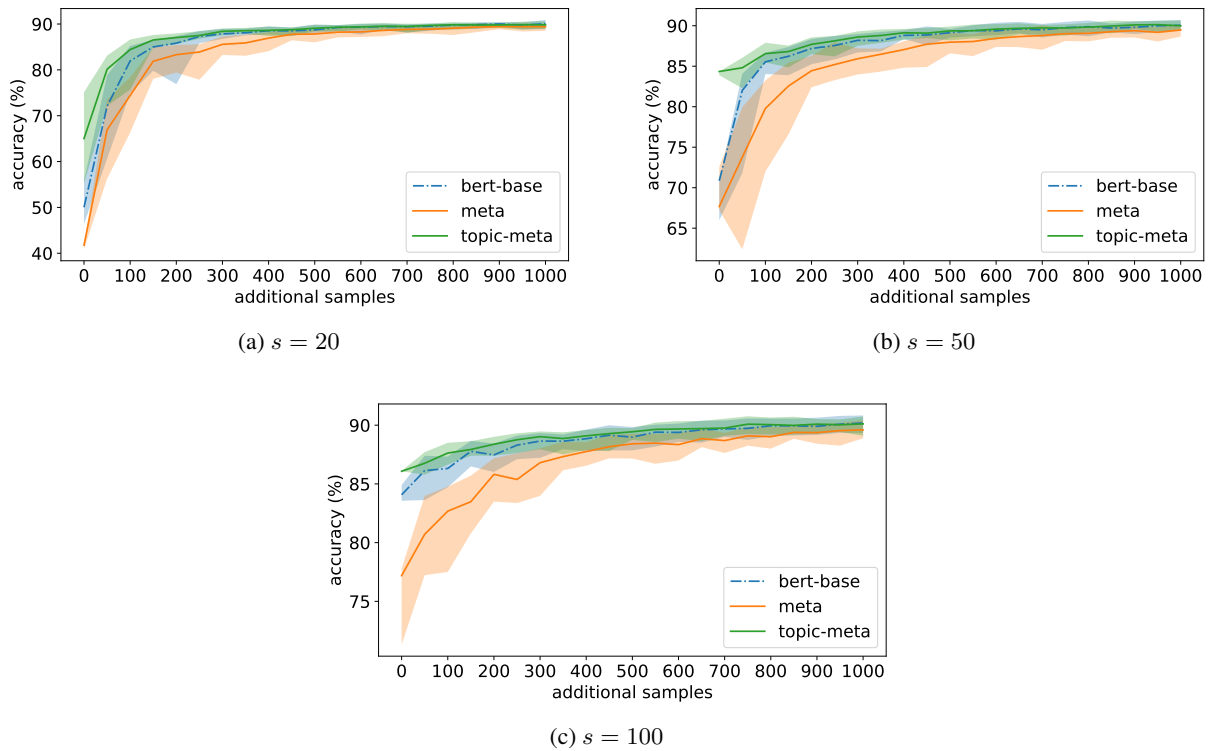 accuracy (%)
90
80
70
60
50
40
bert-base
meta
topic-meta
0 100 200 300 400 500 600 700 800 900 1000
additional samples
(a) s = 20
accuracy (%)
90
85
80
75
70
65
bert-base
meta
topic-meta
0 100 200 300 400 500 600 700 800 900 1000
additional samples
(b) s = 50
accuracy (%)
90
85
80
75
bert-base
meta
topic-meta
0 100 200 300 400 500 600 700 800 900 1000
additional samples
(c) s = 100